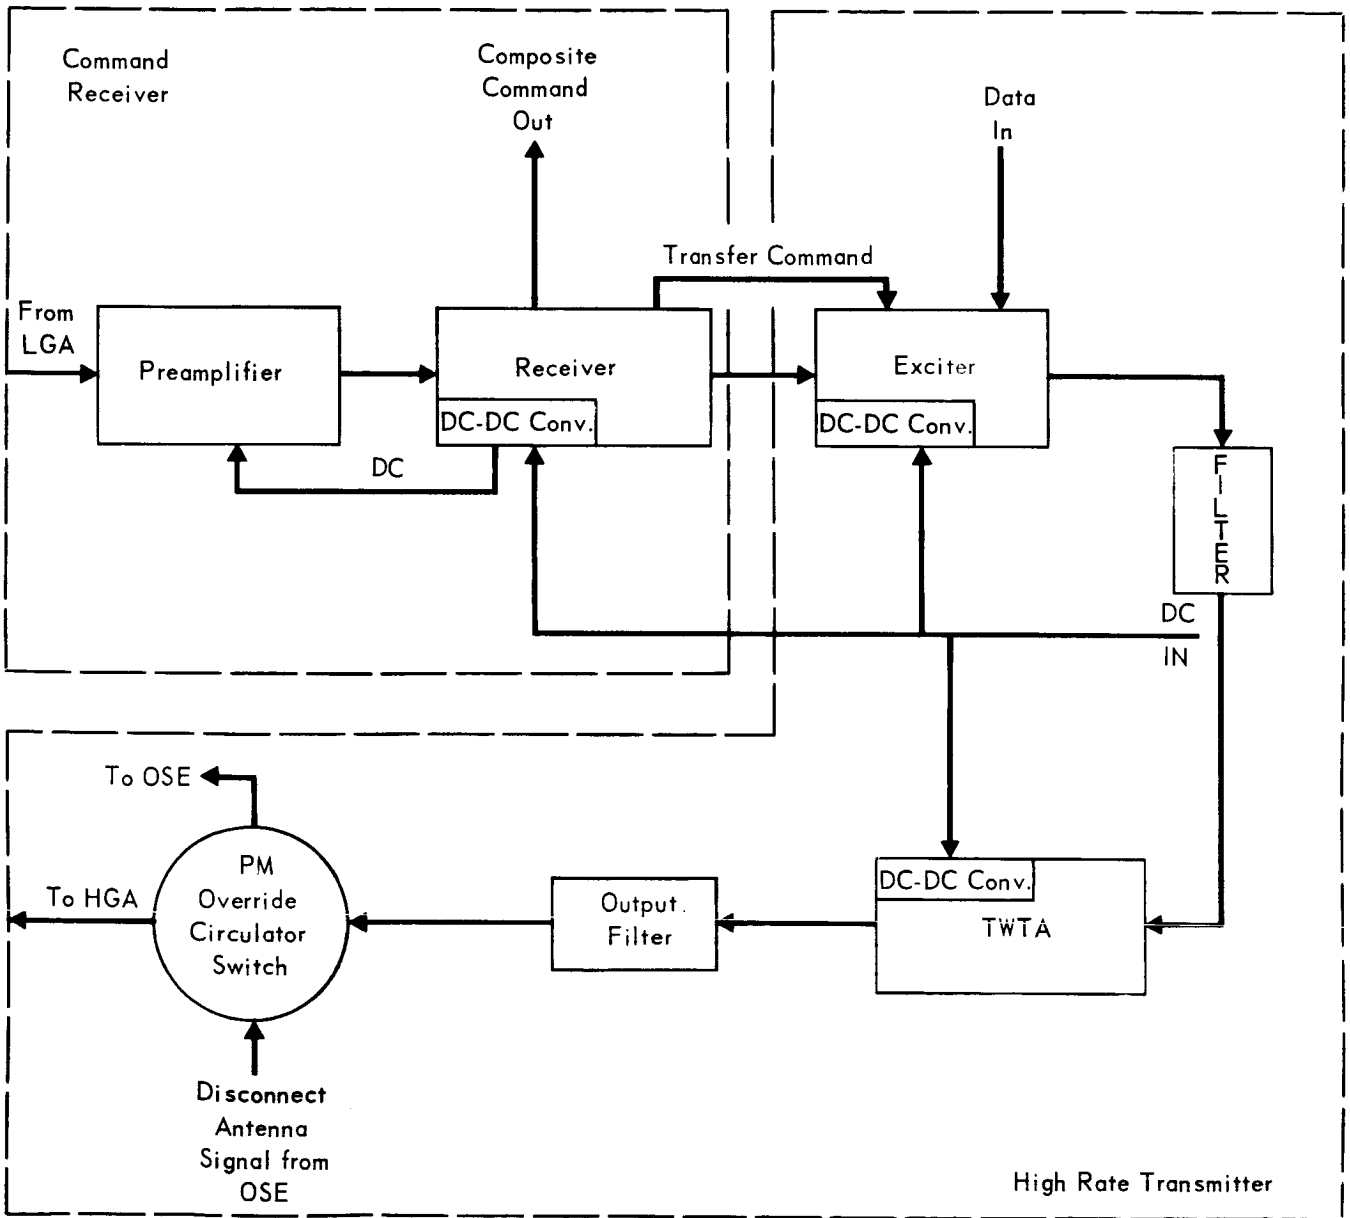 Command
Receiver
Composite
Command
Out
Data
In
Transfer Command
From
LGA
Preamplifier
Receiver
DC-DC Conv.
Exciter
DC-DC Conv.
DC
FILTER
DC
IN
To OSE
To HGA
PM
Override
Circulator
Switch
Output
Filter
DC-DC Conv.
TWTA
Disconnect
Antenna
Signal from
OSE
High Rate Transmitter